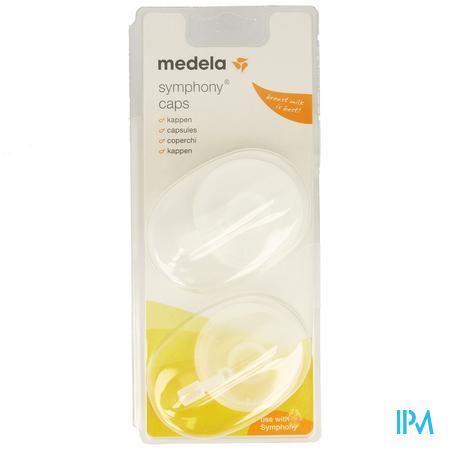 medela
symphony®
caps
breast milk
is best!
kappen
capsules
coperchi
kappen
use with
Symphony
IPM